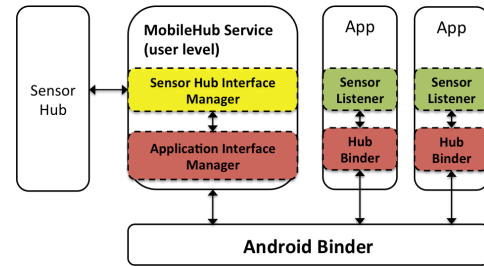 MobileHub Service
(user level)
App
App
Sensor
Hub
Sensor Hub Interface
Manager
Sensor
Listener
Sensor
Listener
Application Interface
Manager
Hub
Binder
Hub
Binder
Android Binder